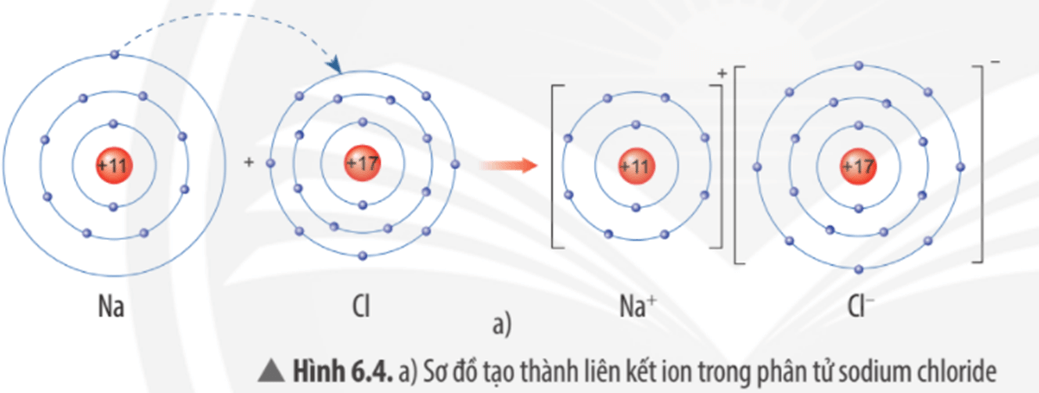 +11 + +17 +11 + +17 −
Na Cl Na⁺ Cl⁻
a)
▲ Hình 6.4. a) Sơ đồ tạo thành liên kết ion trong phân tử sodium chloride